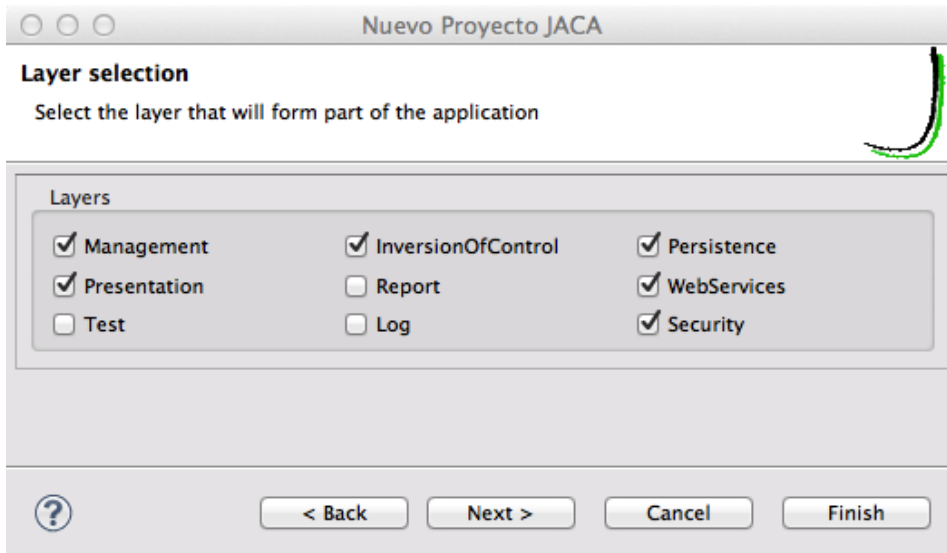 Nuevo Proyecto JACA
Layer selection
Select the layer that will form part of the application
Layers
Management InversionOfControl Persistence
Presentation Report WebServices
Test Log Security
? < Back Next > Cancel Finish